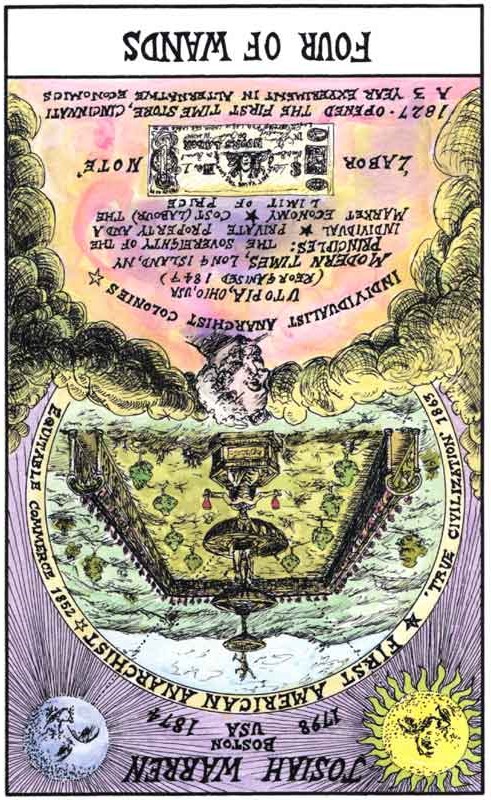 JOSIAH WARREN
1798 BOSTON 1874
USA
★ FIRST AMERICAN ANARCHIST ★
'TRUE CIVILIZATION' 1863
EQUITABLE COMMERCE 1852 ☆
INDIVIDUALIST ANARCHIST COLONIES ☆
UTOPIA, OHIO, USA
(REORGANISED 1847)
MODERN TIMES, LONG ISLAND, NY
PRINCIPLES: THE SOVEREIGHTY OF THE
INDIVIDUAL ★ PRIVATE PROPERTY AND A
MARKET ECONOMY ★ COST (LABOUR) THE
LIMIT OF PRICE
'LABOR NOTE'
1827 · OPENED THE FIRST TIME STORE, CINCINNATI
A 3 YEAR EXPERIMENT IN ALTERNATIVE ECONOMICS
FOUR OF WANDS